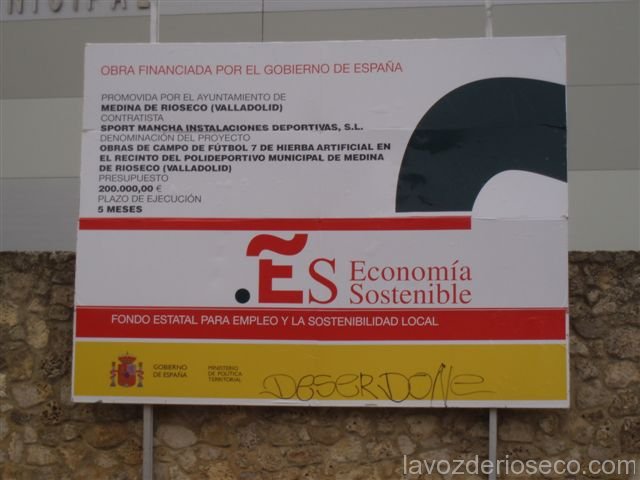 NICIPAL
OBRA FINANCIADA POR EL GOBIERNO DE ESPAÑA
PROMOVIDA POR EL AYUNTAMIENTO DE
MEDINA DE RIOSECO (VALLADOLID)
CONTRATISTA
SPORT MANCHA INSTALACIONES DEPORTIVAS, S.L.
DENOMINACIÓN DEL PROYECTO
OBRAS DE CAMPO DE FÚTBOL 7 DE HIERBA ARTIFICIAL EN
EL RECINTO DEL POLIDEPORTIVO MUNICIPAL DE MEDINA
DE RIOSECO (VALLADOLID)
PRESUPUESTO
200.000,00 €
PLAZO DE EJECUCIÓN
5 MESES
.ẼS Economía
Sostenible
FONDO ESTATAL PARA EMPLEO Y LA SOSTENIBILIDAD LOCAL
GOBIERNO
DE ESPAÑA
MINISTERIO
DE POLÍTICA
TERRITORIAL
lavozderioseco.com